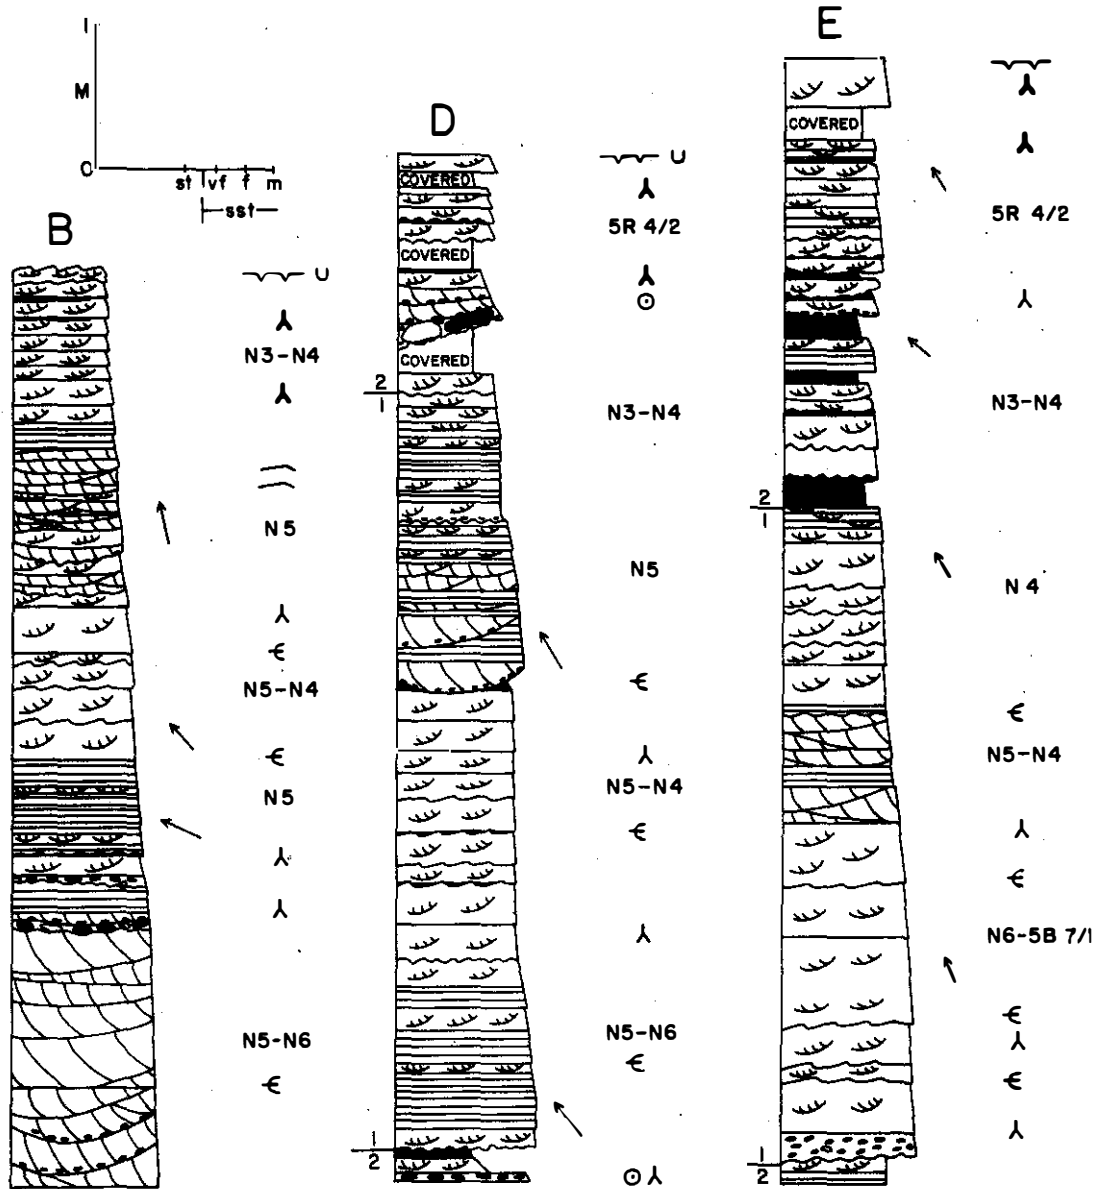 1
M
0
st vf f m
sst
B
U
N3-N4
N5
N5-N4
N5
N5-N6
D
COVERED
U
5R 4/2
COVERED
COVERED
2
1
N3-N4
N5
N5-N4
N5-N6
1
2
E
COVERED
5R 4/2
N3-N4
2
1
N4
N5-N4
N6-5B 7/1
1
2